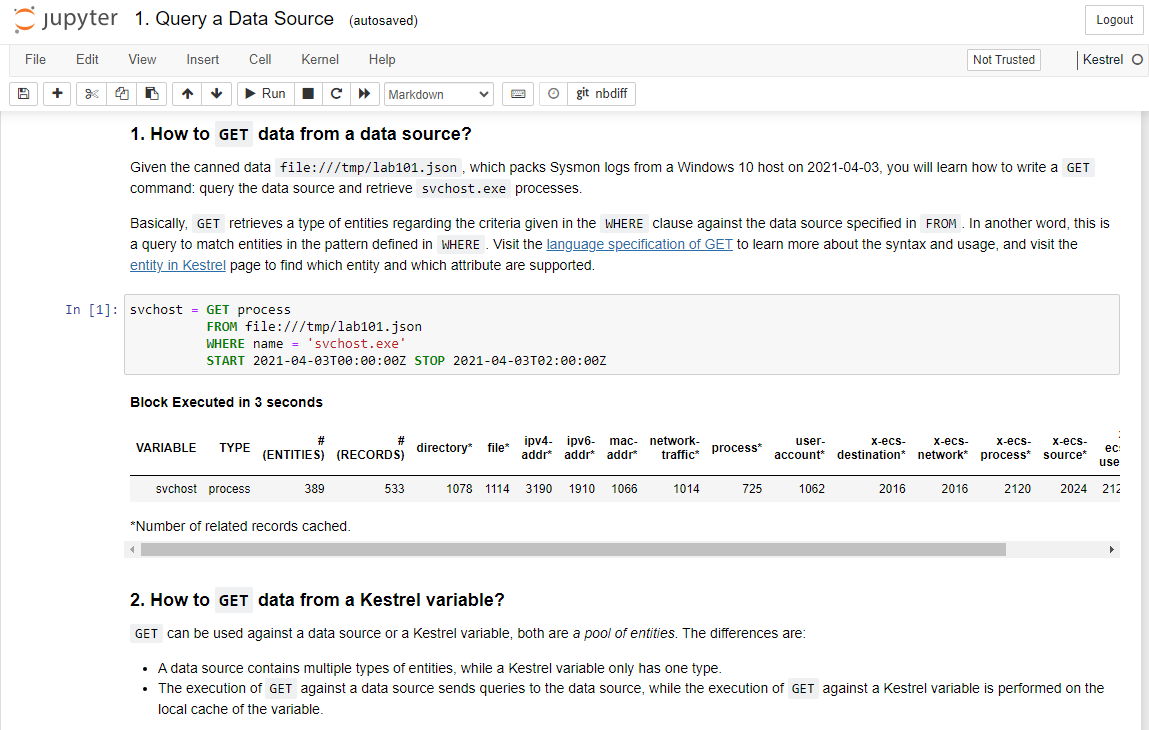 jupyter 1. Query a Data Source (autosaved)
Logout
File Edit View Insert Cell Kernel Help
Not Trusted
Kestrel
Run
Markdown
git nbdiff
1. How to GET data from a data source?
Given the canned data file:///tmp/lab101.json , which packs Sysmon logs from a Windows 10 host on 2021-04-03, you will learn how to write a GET
command: query the data source and retrieve svchost.exe processes.
Basically, GET retrieves a type of entities regarding the criteria given in the WHERE clause against the data source specified in FROM . In another word, this is
a query to match entities in the pattern defined in WHERE . Visit the language specification of GET to learn more about the syntax and usage, and visit the
entity in Kestrel page to find which entity and which attribute are supported.
In [1]: svchost = GET process
FROM file:///tmp/lab101.json
WHERE name = 'svchost.exe'
START 2021-04-03T00:00:00Z STOP 2021-04-03T02:00:00Z
Block Executed in 3 seconds
# # ipv4- ipv6- mac- network- user- x-ecs- x-ecs- x-ecs- x-ecs-
VARIABLE TYPE directory* file* process*
(ENTITIES) (RECORDS) addr* addr* addr* traffic* account* destination* network* process* source*
svchost process 389 533 1078 1114 3190 1910 1066 1014 725 1062 2016 2016 2120 2024 212
*Number of related records cached.
2. How to GET data from a Kestrel variable?
GET can be used against a data source or a Kestrel variable, both are a pool of entities. The differences are:
• A data source contains multiple types of entities, while a Kestrel variable only has one type.
• The execution of GET against a data source sends queries to the data source, while the execution of GET against a Kestrel variable is performed on the
local cache of the variable.